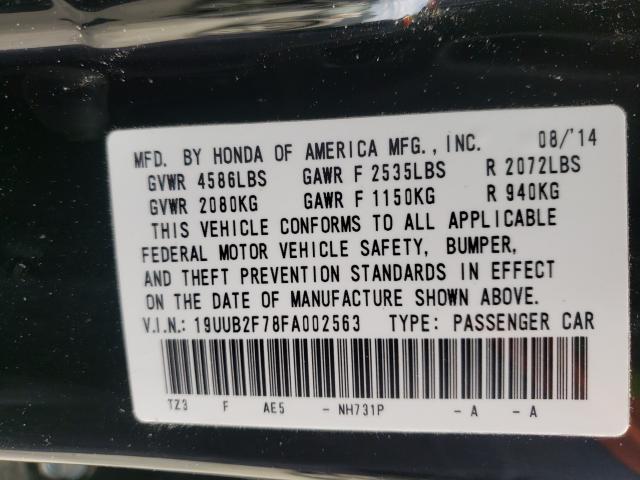 MFD. BY HONDA OF AMERICA MFG., INC. 08/'14
GVWR 4586LBS GAWR F 2535LBS R 2072LBS
GVWR 2080KG GAWR F 1150KG R 940KG
THIS VEHICLE CONFORMS TO ALL APPLICABLE
FEDERAL MOTOR VEHICLE SAFETY, BUMPER,
AND THEFT PREVENTION STANDARDS IN EFFECT
ON THE DATE OF MANUFACTURE SHOWN ABOVE.
V.I.N.: 19UUB2F78FA002563 TYPE: PASSENGER CAR
TZ3 F AE5 - NH731P - A - A